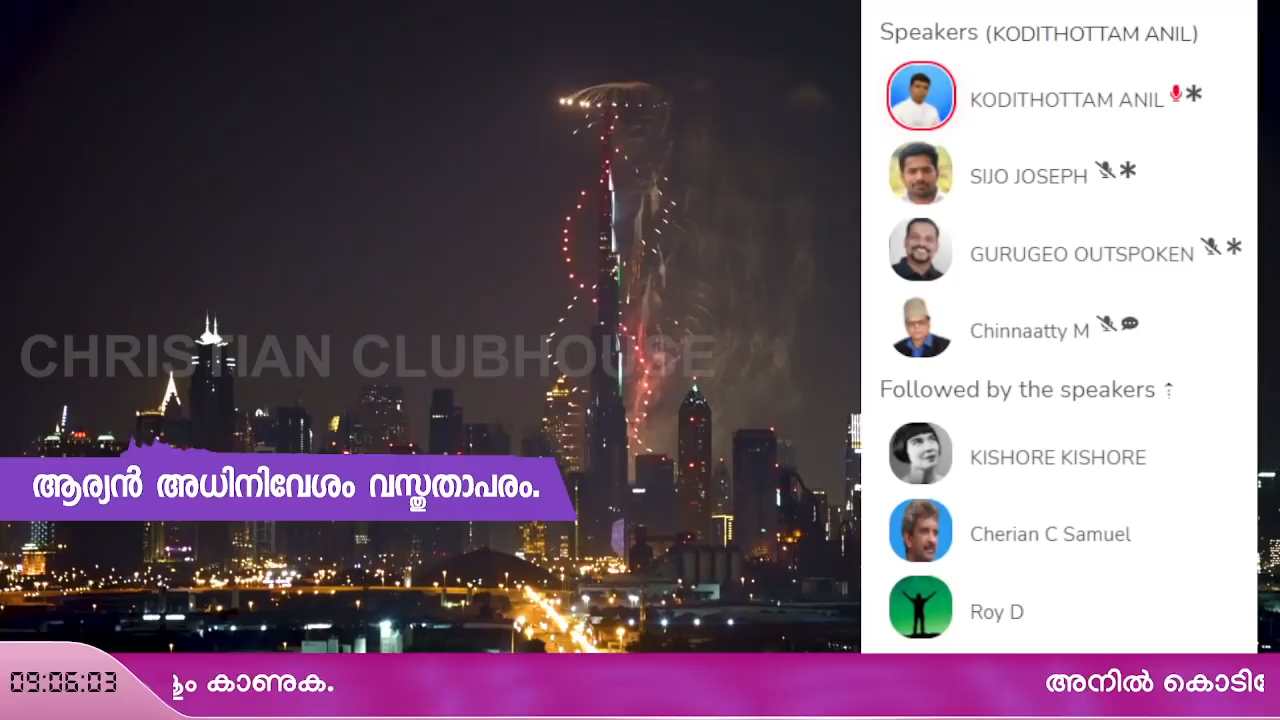 Speakers (KODITHOTTAM ANIL)
KODITHOTTAM ANIL
SIJO JOSEPH
GURUGEO OUTSPOKEN
Chinnaatty M
Followed by the speakers
KISHORE KISHORE
Cherian C Samuel
Roy D
CHRISTIAN CLUBHOUSE
ആര്യൻ അധിനിവേശം വസ്തുതാപരം.
09:06:03
കാണുക.
അനിൽ